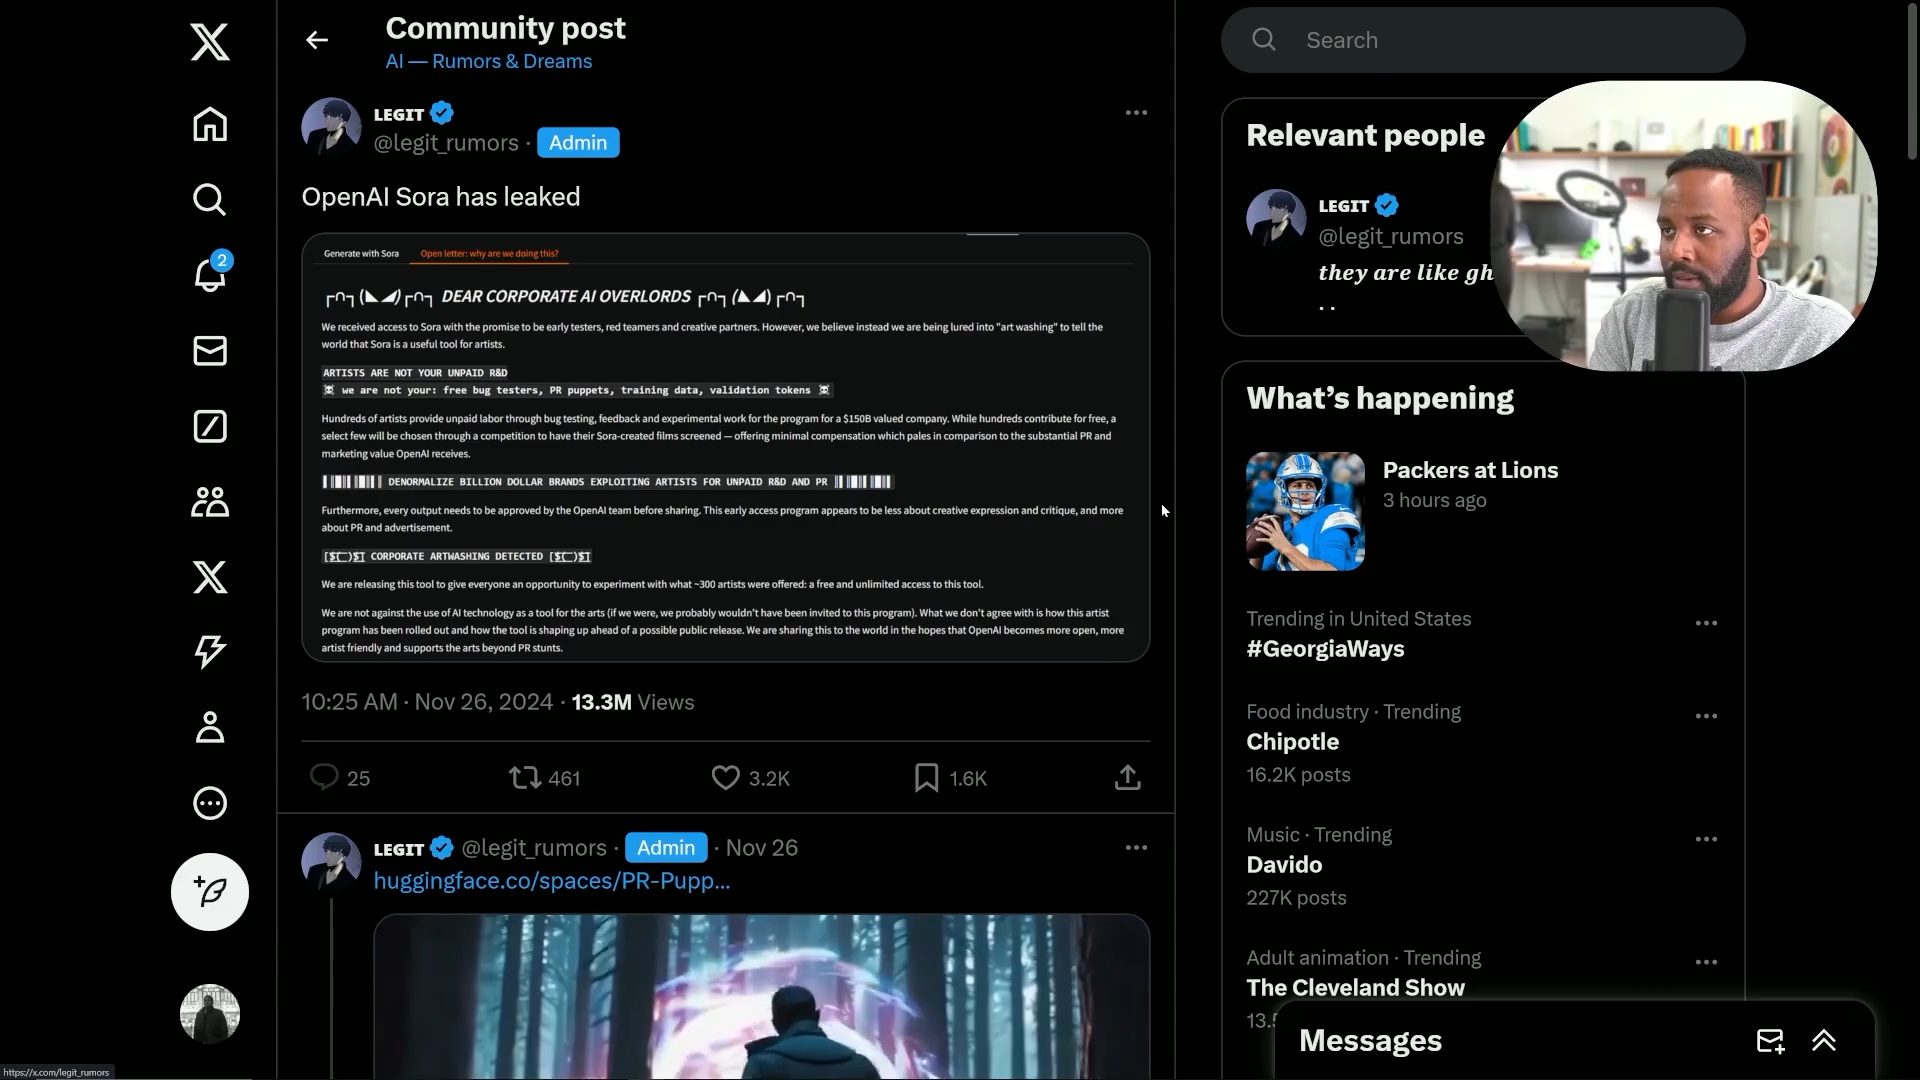 Community post
AI — Rumors & Dreams
LEGIT
@legit_rumors · Admin
OpenAI Sora has leaked
Generate with Sora
Open letter: why are we doing this?
DEAR CORPORATE AI OVERLORDS
We received access to Sora with the promise to be early testers, red teamers and creative partners. However, we believe instead we are being lured into "art washing" to tell the
world that Sora is a useful tool for artists.
ARTISTS ARE NOT YOUR UNPAID R&D
☠ we are not your: free bug testers, PR puppets, training data, validation tokens ☠
Hundreds of artists provide unpaid labor through bug testing, feedback and experimental work for the program for a $150B valued company. While hundreds contribute for free, a
select few will be chosen through a competition to have their Sora-created films screened — offering minimal compensation which pales in comparison to the substantial PR and
marketing value OpenAI receives.
DENORMALIZE BILLION DOLLAR BRANDS EXPLOITING ARTISTS FOR UNPAID R&D AND PR
Furthermore, every output needs to be approved by the OpenAI team before sharing. This early access program appears to be less about creative expression and critique, and more
about PR and advertisement.
CORPORATE ARTWASHING DETECTED
We are releasing this tool to give everyone an opportunity to experiment with what ~300 artists were offered: a free and unlimited access to this tool.
We are not against the use of AI technology as a tool for the arts (if we were, we probably wouldn't have been invited to this program). What we don't agree with is how this artist
program has been rolled out and how the tool is shaping up ahead of a possible public release. We are sharing this to the world in the hopes that OpenAI becomes more open, more
artist friendly and supports the arts beyond PR stunts.
10:25 AM · Nov 26, 2024 · 13.3M Views
25
461
3.2K
1.6K
LEGIT @legit_rumors · Admin · Nov 26
huggingface.co/spaces/PR-Pupp...
2
Search
Relevant people
LEGIT
@legit_rumors
they are like gh
..
What's happening
Packers at Lions
3 hours ago
Trending in United States
#GeorgiaWays
Food industry · Trending
Chipotle
16.2K posts
Music · Trending
Davido
227K posts
Adult animation · Trending
The Cleveland Show
13.5
Messages
https://x.com/legit_rumors